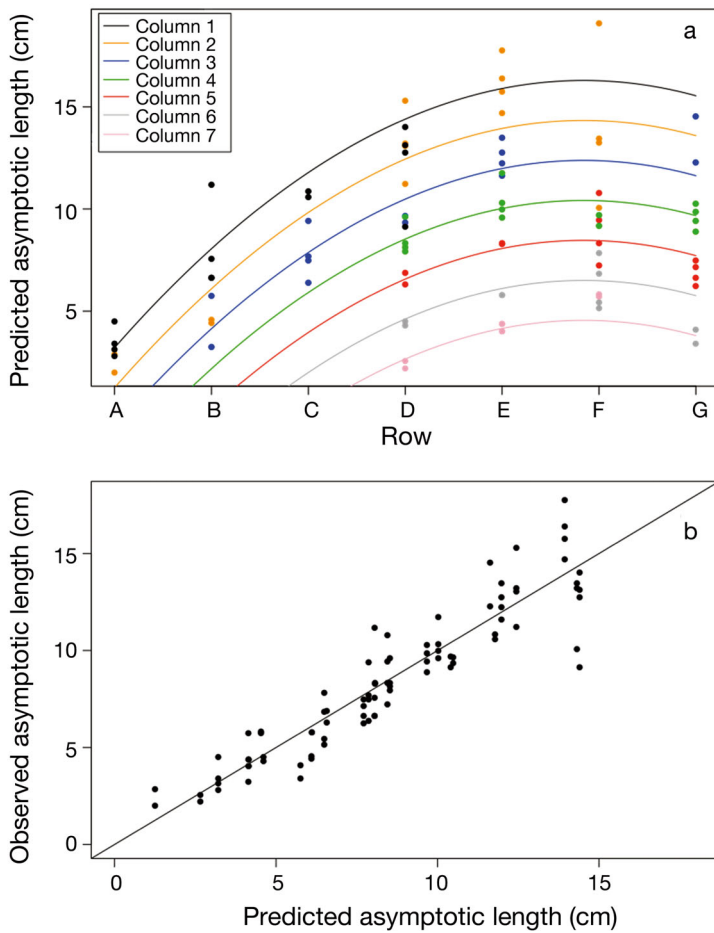 a
Column 1
Column 2
Column 3
Column 4
Column 5
Column 6
Column 7
Predicted asymptotic length (cm)
15
10
5
A B C D E F G
Row
b
Observed asymptotic length (cm)
15
10
5
0
0 5 10 15
Predicted asymptotic length (cm)